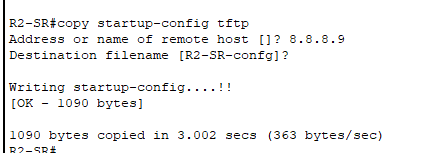 R2-SR#copy startup-config tftp
Address or name of remote host []? 8.8.8.9
Destination filename [R2-SR-confg]?
Writing startup-config....!!
[OK - 1090 bytes]
1090 bytes copied in 3.002 secs (363 bytes/sec)
R2-SR#